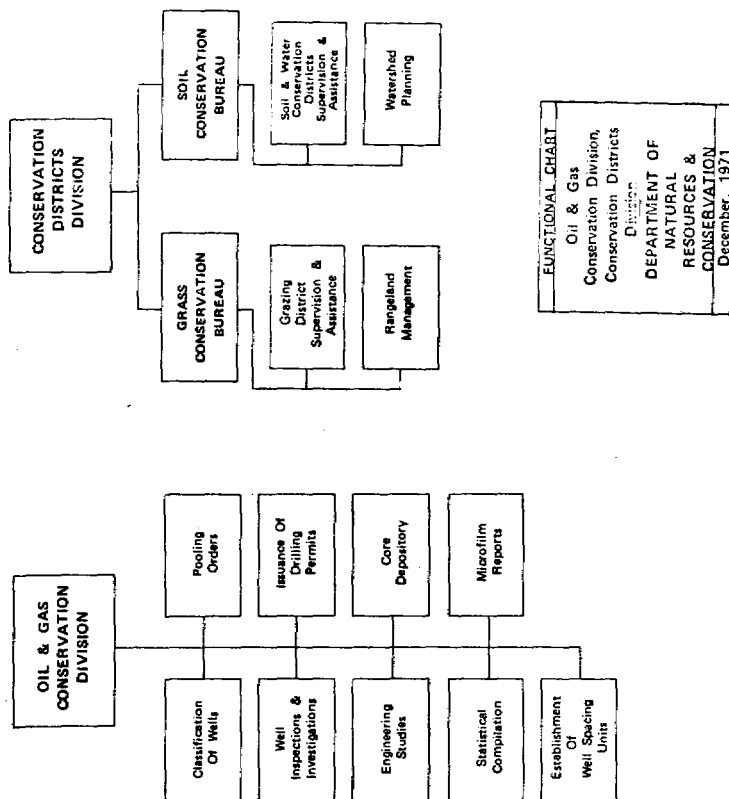 OIL & GAS
CONSERVATION
DIVISION
Classification
Of Wells
Pooling
Orders
Well
Inspections &
Investigations
Issuance Of
Drilling
Permits
Engineering
Studies
Core
Depository
Statistical
Compilation
Microfilm
Reports
Establishment
Of
Well Spacing
Units
CONSERVATION
DISTRICTS
DIVISION
GRASS
CONSERVATION
BUREAU
Grazing
District
Supervision &
Assistance
Rangeland
Management
SOIL
CONSERVATION
BUREAU
Soil & Water
Conservation
Districts
Supervision &
Assistance
Watershed
Planning
FUNCTIONAL CHART
Oil & Gas
Conservation Division,
Conservation Districts
Division
DEPARTMENT OF
NATURAL
RESOURCES &
CONSERVATION
December, 1971